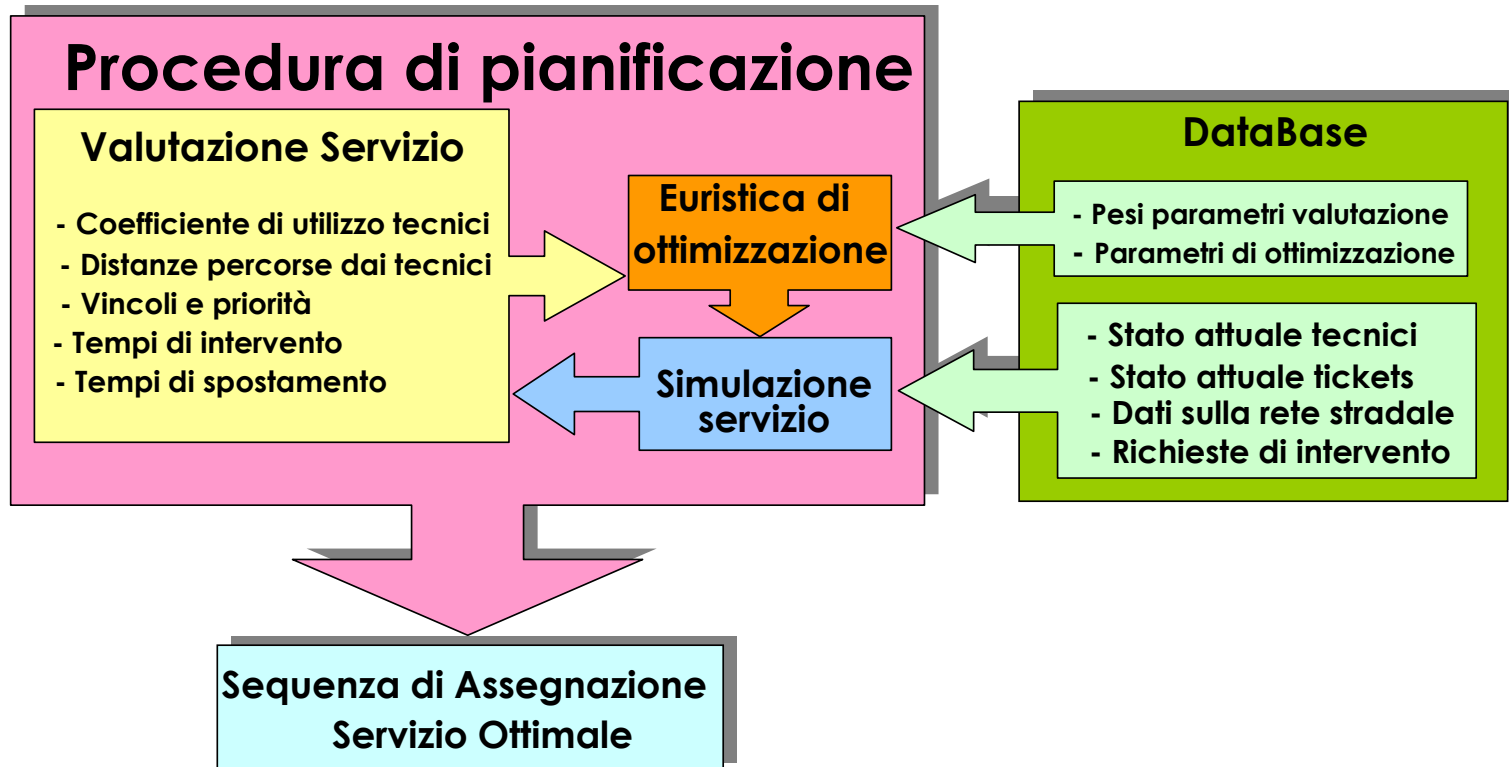 Procedura di pianificazione
Valutazione Servizio
- Coefficiente di utilizzo tecnici
- Distanze percorse dai tecnici
- Vincoli e priorità
- Tempi di intervento
- Tempi di spostamento
Euristica di
ottimizzazione
Simulazione
servizio
DataBase
- Pesi parametri valutazione
- Parametri di ottimizzazione
- Stato attuale tecnici
- Stato attuale tickets
- Dati sulla rete stradale
- Richieste di intervento
Sequenza di Assegnazione
Servizio Ottimale